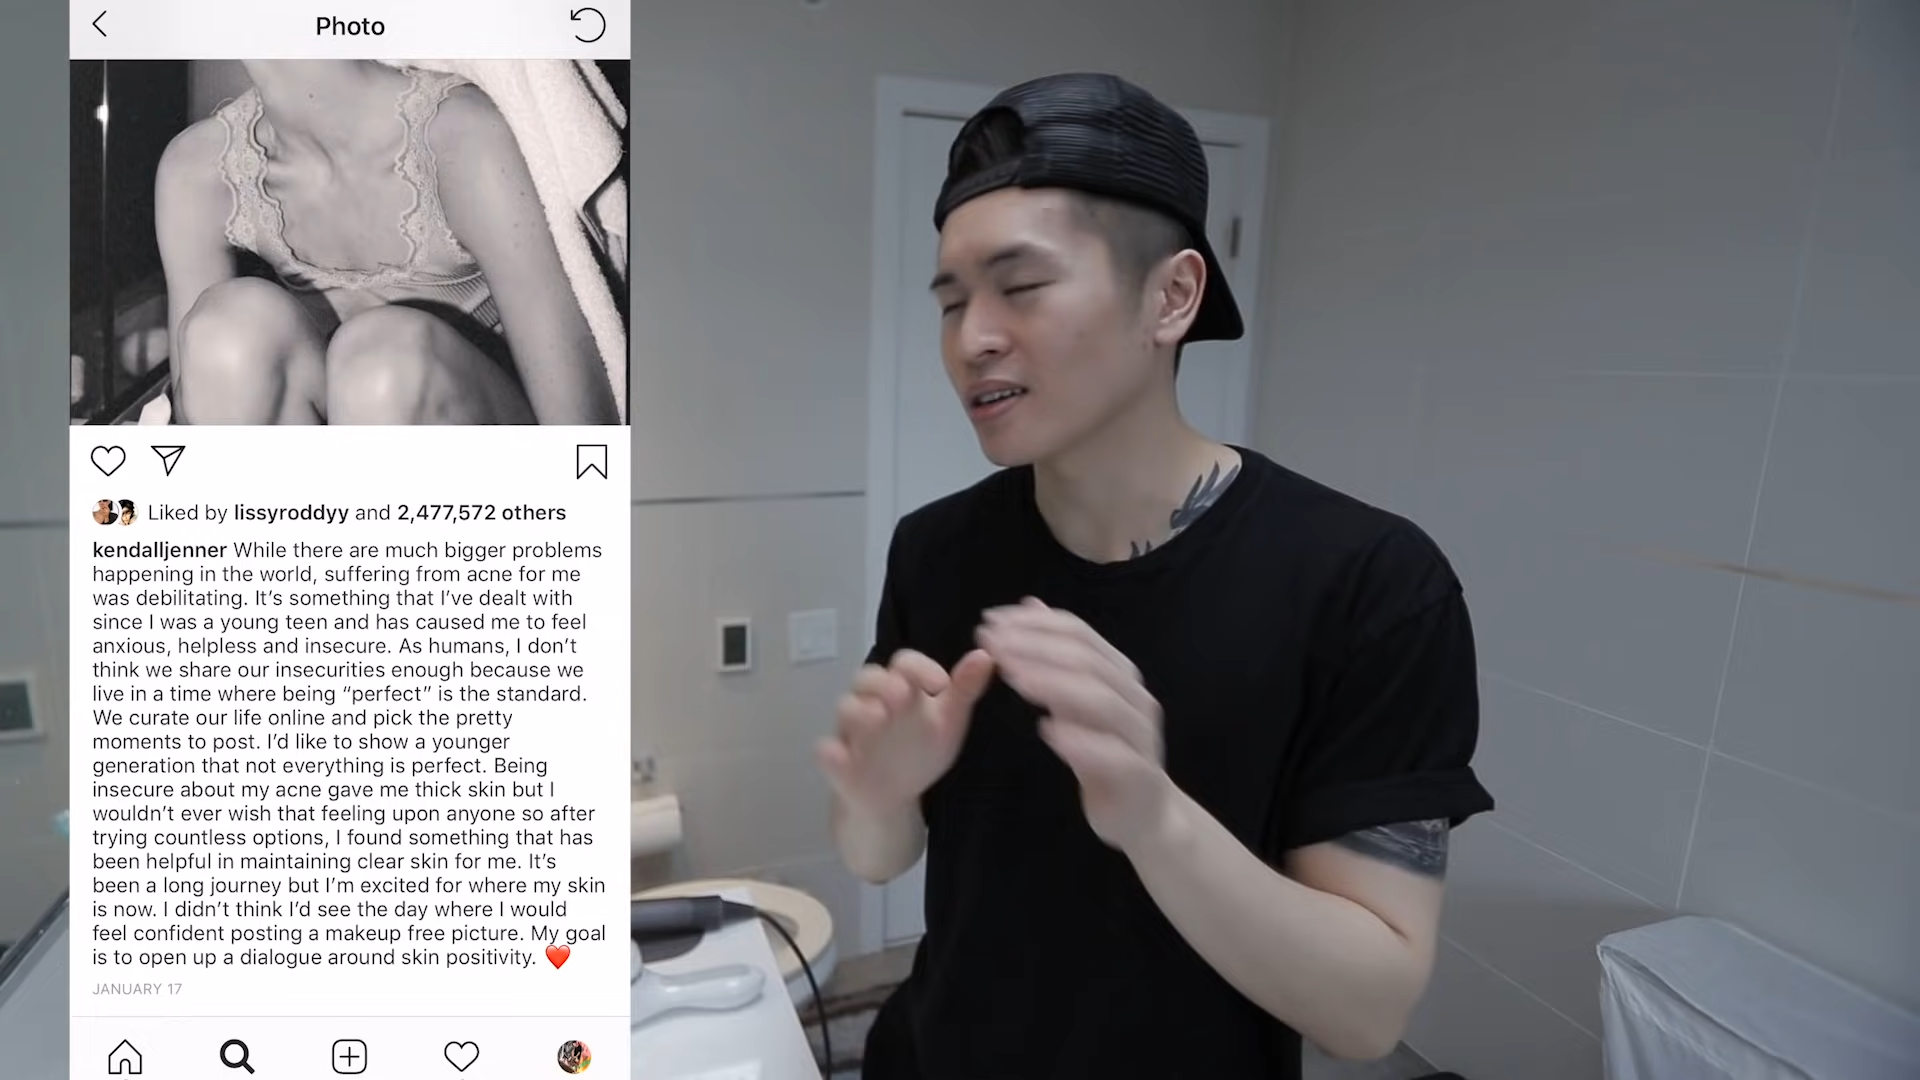 Photo
Liked by lissyroddyy and 2,477,572 others
kendalljenner While there are much bigger problems
happening in the world, suffering from acne for me
was debilitating. It’s something that I’ve dealt with
since I was a young teen and has caused me to feel
anxious, helpless and insecure. As humans, I don’t
think we share our insecurities enough because we
live in a time where being “perfect” is the standard.
We curate our life online and pick the pretty
moments to post. I’d like to show a younger
generation that not everything is perfect. Being
insecure about my acne gave me thick skin but I
wouldn’t ever wish that feeling upon anyone so after
trying countless options, I found something that has
been helpful in maintaining clear skin for me. It’s
been a long journey but I’m excited for where my skin
is now. I didn’t think I’d see the day where I would
feel confident posting a makeup free picture. My goal
is to open up a dialogue around skin positivity. ❤️
JANUARY 17